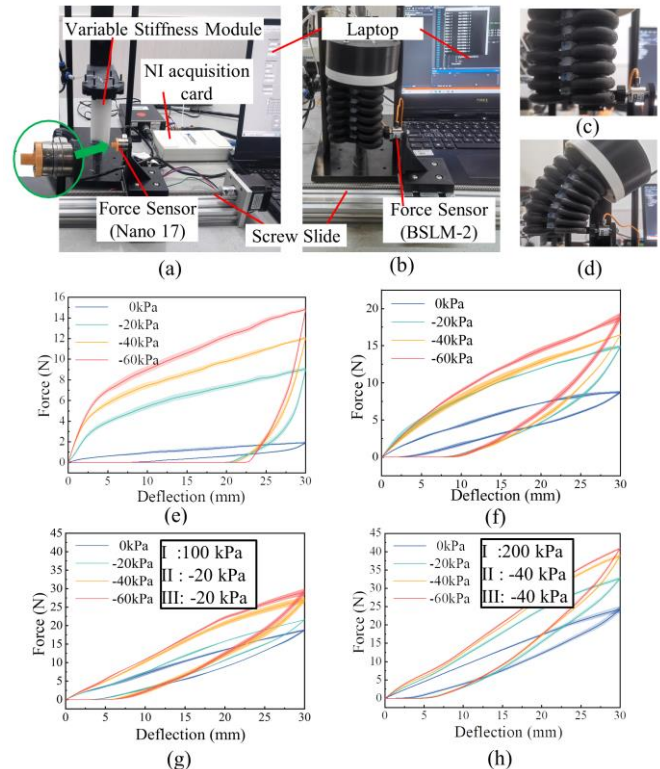 Variable Stiffness Module
Laptop
NI acquisition
card
Force Sensor
(Nano 17)
Screw Slide
Force Sensor
(BSLM-2)
(a)
(b)
(c)
(d)
16
14
12
10
8
6
4
2
0
Force (N)
0kPa
-20kPa
-40kPa
-60kPa
0 5 10 15 20 25 30
Deflection (mm)
(e)
20
15
10
5
0
Force (N)
0kPa
-20kPa
-40kPa
-60kPa
0 5 10 15 20 25 30
Deflection (mm)
(f)
45
40
35
30
25
20
15
10
5
0
Force (N)
0kPa
-20kPa
-40kPa
-60kPa
I :100 kPa
II : -20 kPa
III: -20 kPa
0 5 10 15 20 25 30
Deflection (mm)
(g)
45
40
35
30
25
20
15
10
5
0
Force (N)
0kPa
-20kPa
-40kPa
-60kPa
I :200 kPa
II : -40 kPa
III: -40 kPa
0 5 10 15 20 25 30
Deflection (mm)
(h)